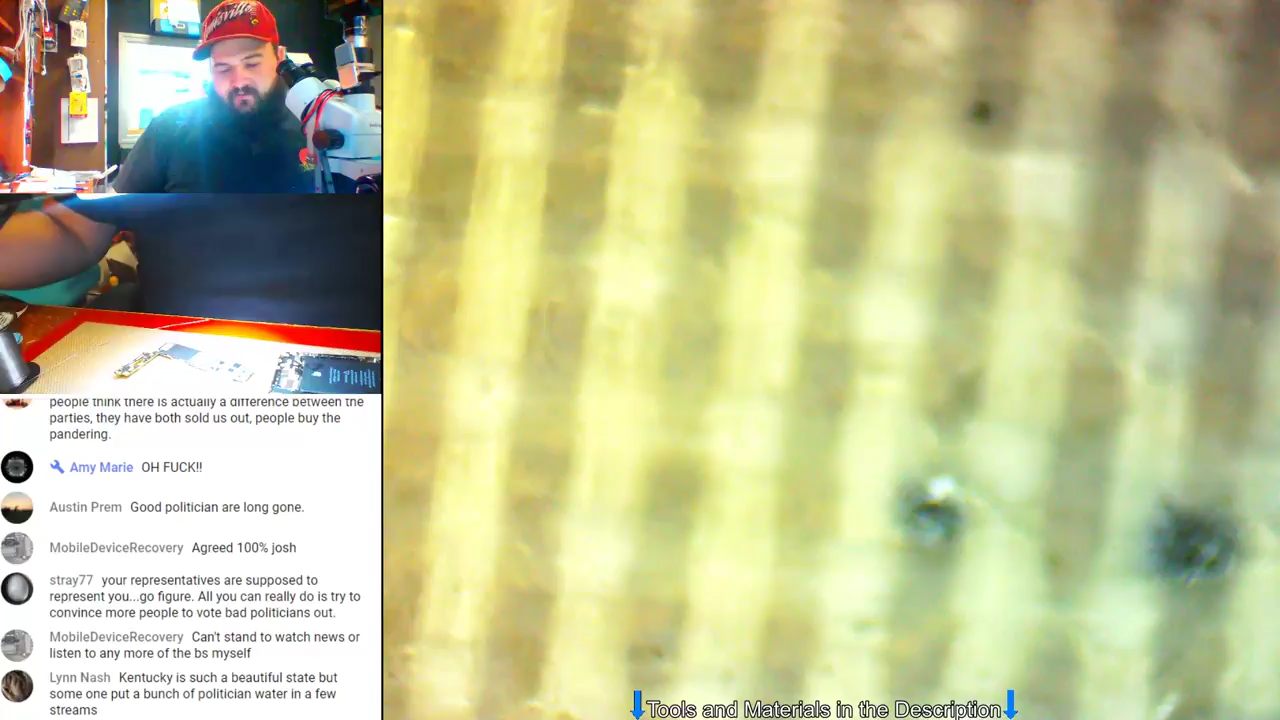 Louisville
people think there is actually a difference between the
parties, they have both sold us out, people buy the
pandering.
Amy Marie OH FUCK!!
Austin Prem Good politician are long gone.
MobileDeviceRecovery Agreed 100% josh
stray77 your representatives are supposed to
represent you...go figure. All you can really do is try to
convince more people to vote bad politicians out.
MobileDeviceRecovery Can't stand to watch news or
listen to any more of the bs myself
Lynn Nash Kentucky is such a beautiful state but
some one put a bunch of politician water in a few
streams
Tools and Materials in the Description